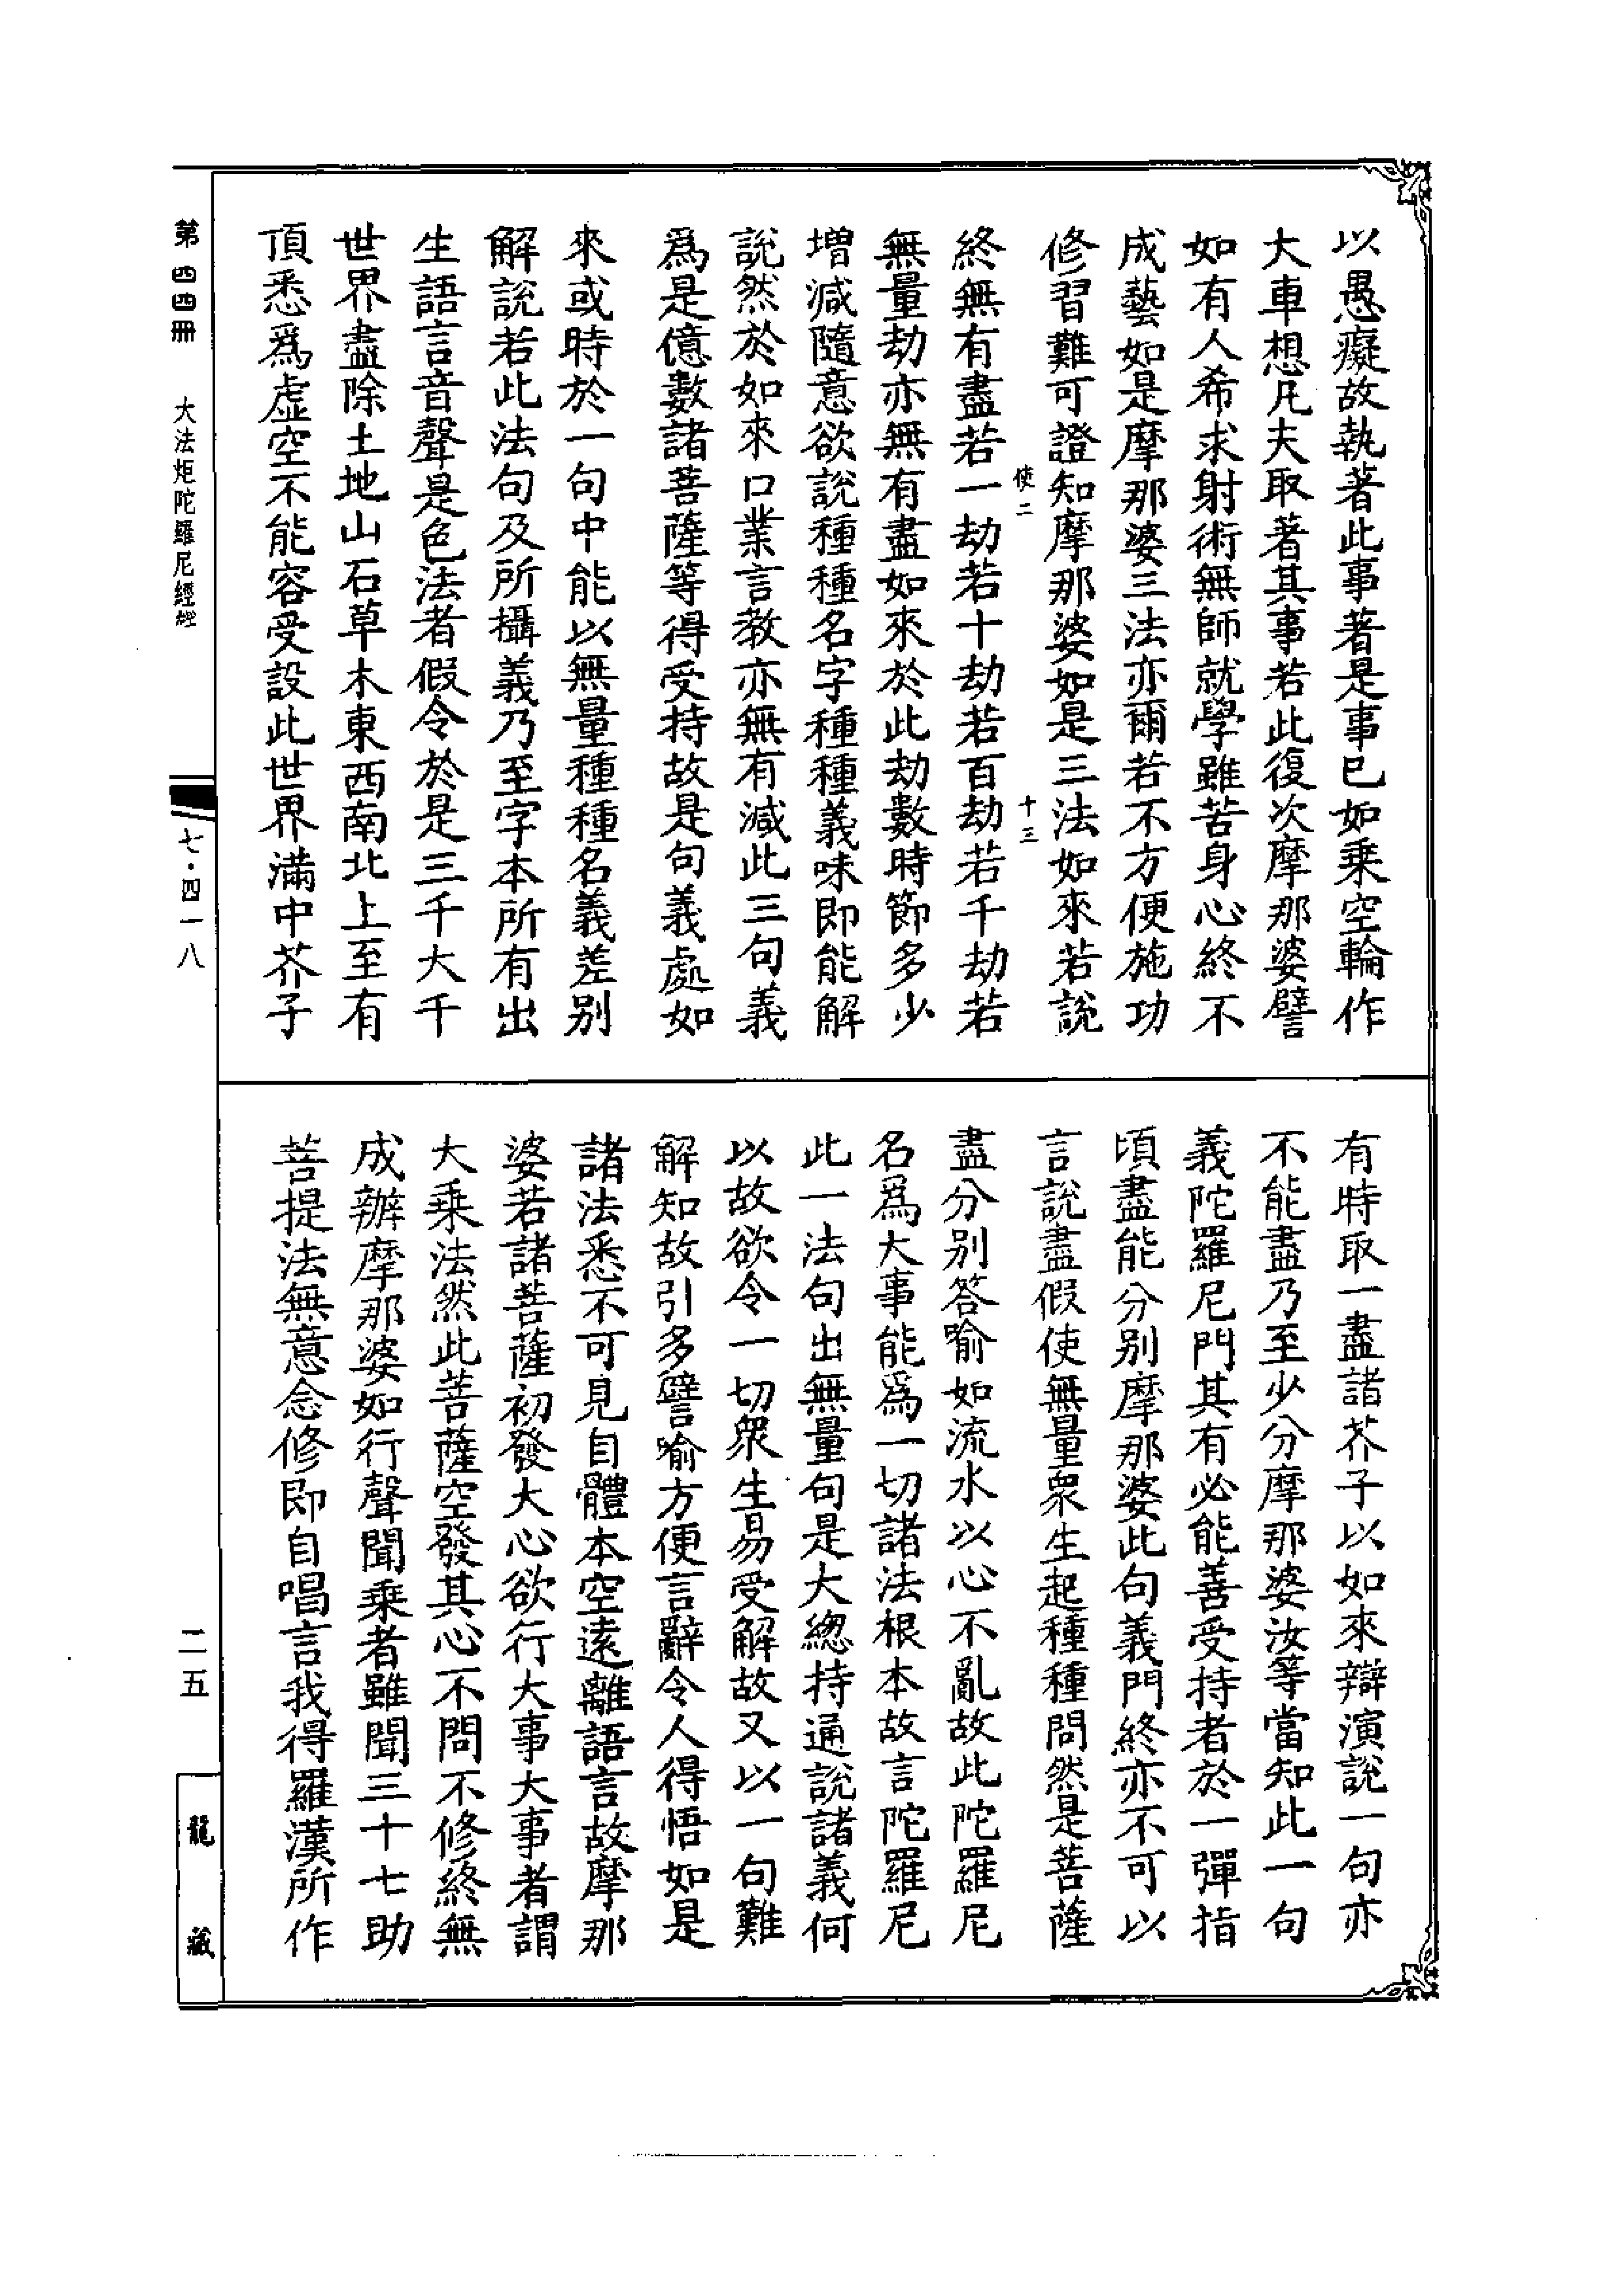 以愚癡故執著此事著是事已如乗空輪作
大車想凡夫取著其事若此復次摩那婆譬
如有人希求射術無師就學雖苦身心終不
成藝如是摩那婆三法亦爾若不方便施功
修習難可證知摩那婆如是三法如來若說
使二 十三
終無有盡若一劫若十劫若百劫若千劫若
無量劫亦無有盡如來於此劫數時節多少
增減隨意欲說種種名字種種義味即能解
說然於如來口業言教亦無有減此三句義
爲是億數諸菩薩等得受持故是句義處如
來或時於一句中能以無量種種名義差别
解說若此法句及所攝義乃至字本所有出
生語言音聲是色法者假令於是三千大千
世界盡除土地山石草木東西南北上至有
頂悉爲虚空不能容受設此世界滿中芥子
有時取一盡諸芥子以如來辯演說一句亦
不能盡乃至少分摩那婆汝等當知此一句
義陀羅尼門其有必能善受持者於一彈指
頃盡能分别摩那婆此句義門終亦不可以
言說盡假使無量衆生起種種問然是菩薩
盡分别答喻如流水以心不亂故此陀羅尼
名爲大事能爲一切諸法根本故言陀羅尼
此一法句出無量句是大緫持通說諸義何
以故欲令一切衆生易受解故又以一句難
解知故引多譬喻方便言辭令人得悟如是
諸法悉不可見自體本空遠離語言故摩那
婆若諸菩薩初發大心欲行大事大事者謂
大乗法然此菩薩空發其心不問不修終無
成辦摩那婆如行聲聞乗者雖聞三十七助
菩提法無意念修即自唱言我得羅漢所作
第四四冊 大法炬陀羅尼經 七·四一八 二五 龍藏